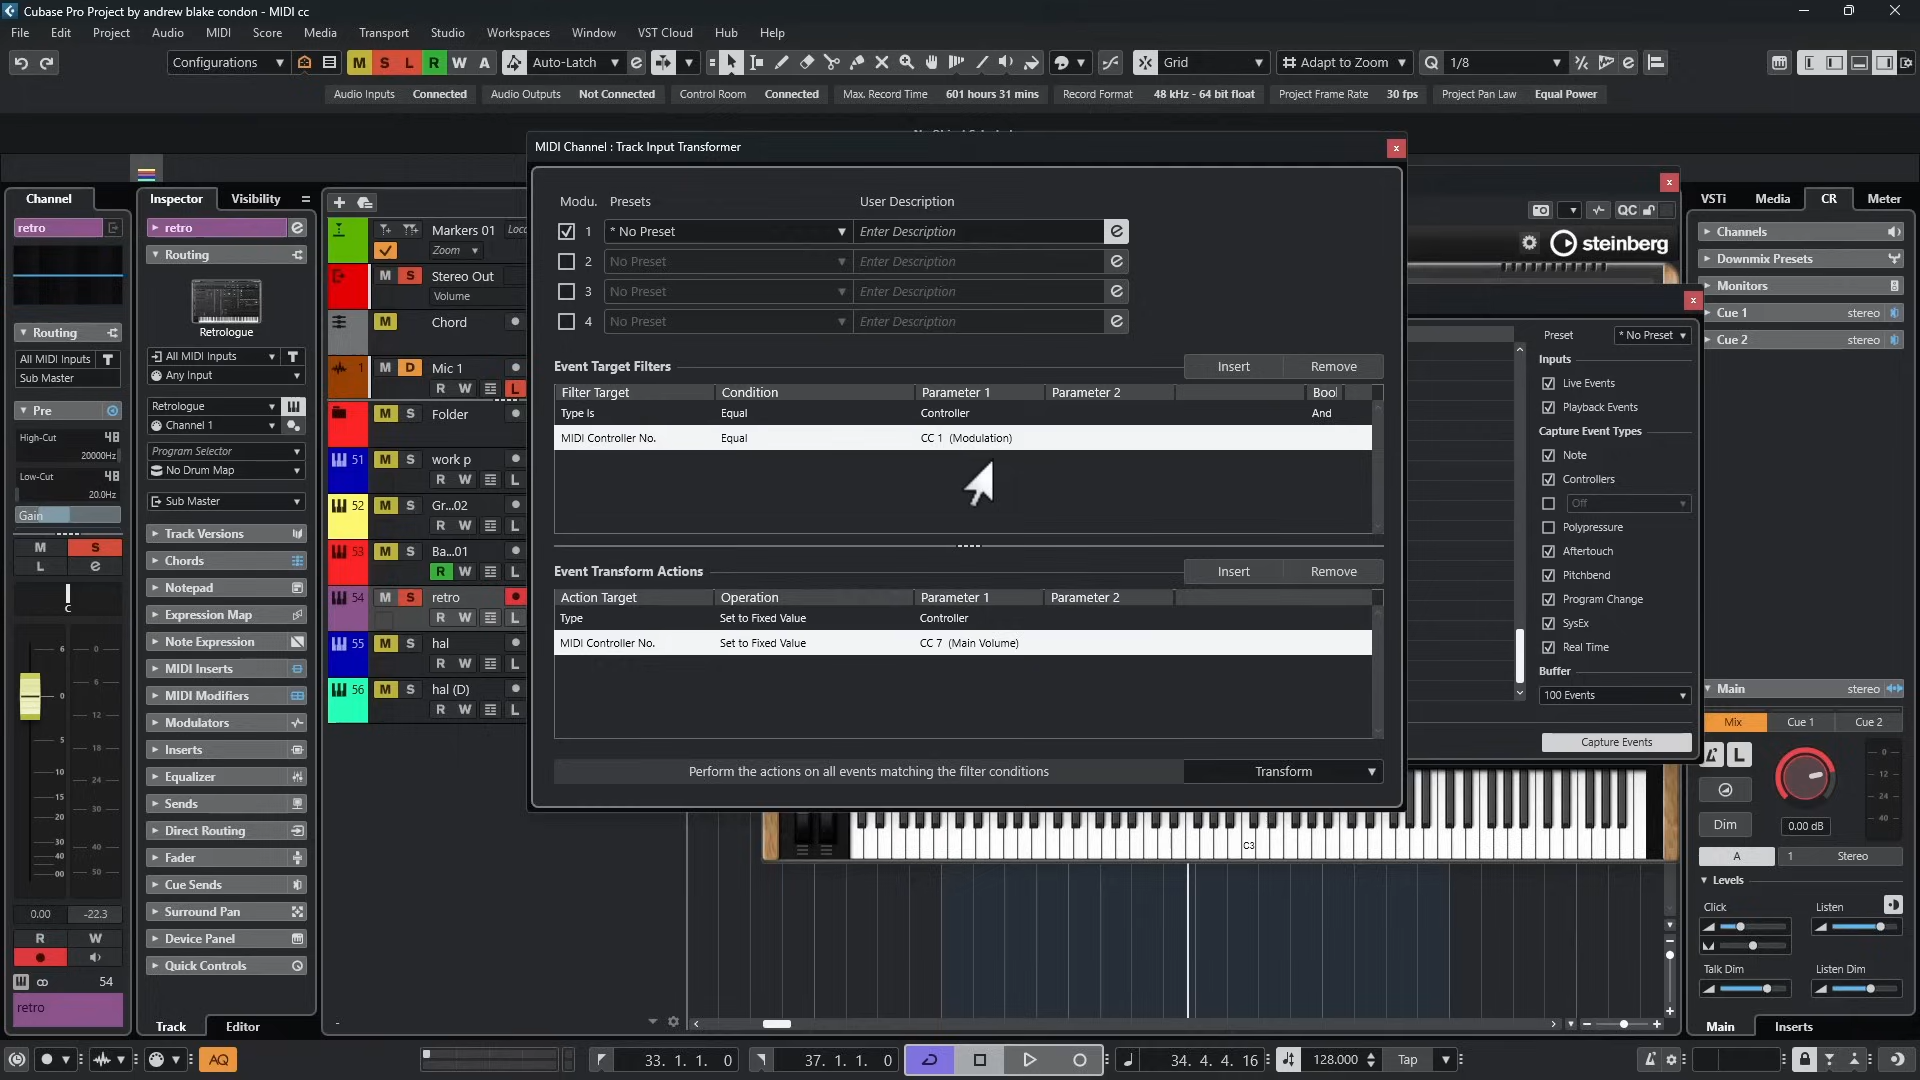 Cubase Pro Project by andrew blake condon - MIDI cc
File Edit Project Audio MIDI Score Media Transport Studio Workspaces Window VST Cloud Hub Help
Configurations M S L R W A Auto-Latch Grid Adapt to Zoom Q 1/8
Audio Inputs Connected Audio Outputs Not Connected Control Room Connected Max. Record Time 601 hours 31 mins Record Format 48 kHz - 64 bit float Project Frame Rate 30 fps Project Pan Law Equal Power
MIDI Channel : Track Input Transformer
Modu. Presets User Description
1 * No Preset Enter Description
2 No Preset Enter Description
3 No Preset Enter Description
4 No Preset Enter Description
Event Target Filters Insert Remove
Filter Target Condition Parameter 1 Parameter 2 Bool
Type Is Equal Controller And
MIDI Controller No. Equal CC 1 (Modulation)
Event Transform Actions Insert Remove
Action Target Operation Parameter 1 Parameter 2
Type Set to Fixed Value Controller
MIDI Controller No. Set to Fixed Value CC 7 (Main Volume)
Perform the actions on all events matching the filter conditions Transform
Channel
retro
Routing
All MIDI Inputs
Sub Master
Pre
High-Cut
20000Hz
Low-Cut
20.0Hz
Gain
M S
L e
C
6 0
0
5
10
15
20
30
40
00
0.00 -22.3
R W
54
retro
Inspector Visibility
retro
Routing
Retrologue
All MIDI Inputs
Any Input
Retrologue
Channel 1
Program Selector
No Drum Map
Sub Master
Track Versions
Chords
Notepad
Expression Map
Note Expression
MIDI Inserts
MIDI Modifiers
Modulators
Inserts
Equalizer
Sends
Direct Routing
Fader
Cue Sends
Surround Pan
Device Panel
Quick Controls
Track Editor
Markers 01
Zoom
M S Stereo Out
Volume
M Chord
1 M D Mic 1
R W L
M S Folder
51 M S work p
R W L
52 M S Gr...02
R W L
53 M S Ba...01
R W L
54 M S retro
R W L
55 M S hal
R W L
56 M S hal (D)
R W L
QC
steinberg
Preset * No Preset
Inputs
Live Events
Playback Events
Capture Event Types
Note
Controllers
Off
Polypressure
Aftertouch
Pitchbend
Program Change
SysEx
Real Time
Buffer
100 Events
Capture Events
C3
VSTi Media CR Meter
Channels
Downmix Presets
Monitors
Cue 1 stereo
Cue 2 stereo
Main stereo
Mix Cue 1 Cue 2
L
Dim 0.00 dB
A 1 Stereo
Levels
Click Listen
Talk Dim Listen Dim
Main Inserts
AQ 33. 1. 1. 0 37. 1. 1. 0 34. 4. 4. 16 128.000 Tap